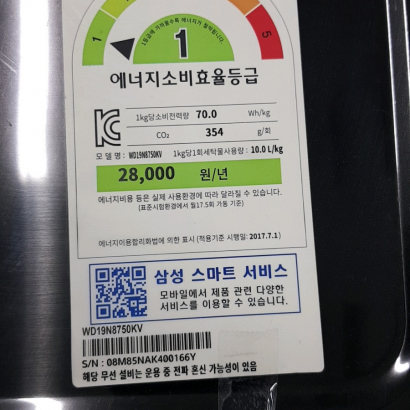 1
5
1등급에 가까울수록 에너지가 절약됩니다
1
에너지소비효율등급
1kg당소비전력량 70.0 Wh/kg
CO₂ 354 g/회
모 델 명 : WD19N8750KV 1kg당1회세탁물사용량 : 10.0 L/kg
28,000 원/년
에너지비용 등은 실제 사용환경에 따라 달라질 수 있습니다.
(표준시험환경에서 월17.5회 가동 기준)
에너지이용합리화법에 의한 표시 (적용기준 시행일: 2017.7.1)
삼성 스마트 서비스
모바일에서 제품 관련 다양한
서비스를 이용할 수 있습니다.
WD19N8750KV
S/N : 08M85NAK400166Y
해당 무선 설비는 운용 중 전파 혼신 가능성이 있음